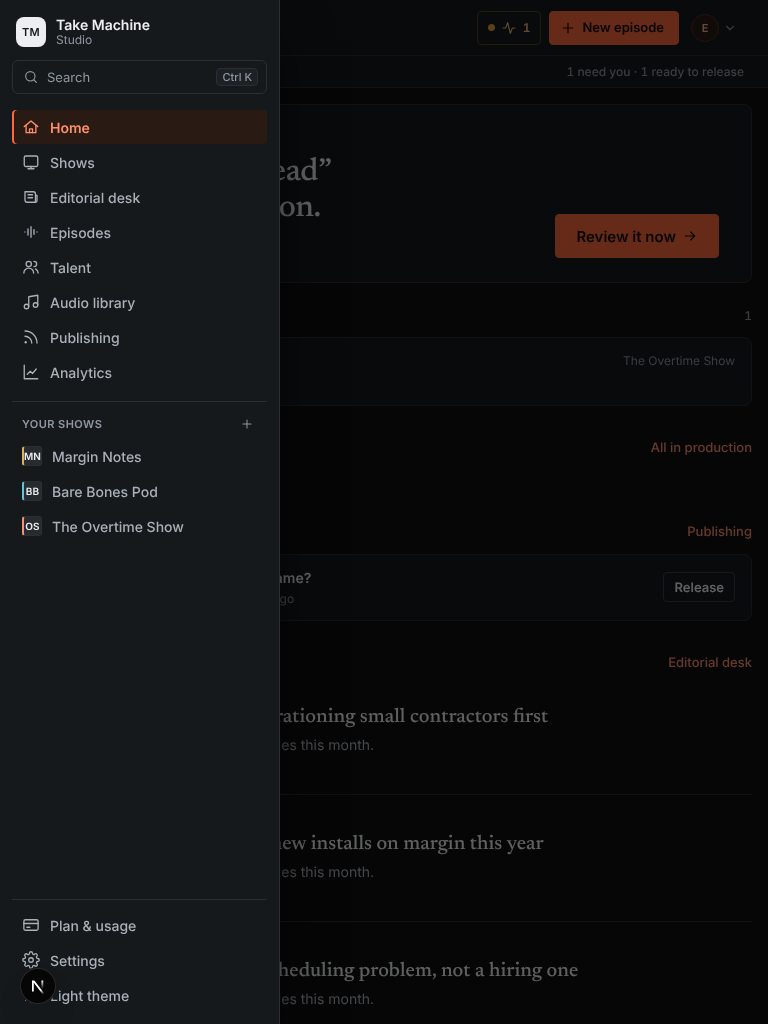 TM
Take Machine
Studio
Search
Ctrl K
Home
Shows
Editorial desk
Episodes
Talent
Audio library
Publishing
Analytics
YOUR SHOWS
MN Margin Notes
BB Bare Bones Pod
OS The Overtime Show
Plan & usage
Settings
N
Light theme
1
New episode
E
1 need you · 1 ready to release
ead”
on.
Review it now
1
The Overtime Show
All in production
Publishing
ame?
go
Release
Editorial desk
rationing small contractors first
es this month.
new installs on margin this year
es this month.
heduling problem, not a hiring one
es this month.